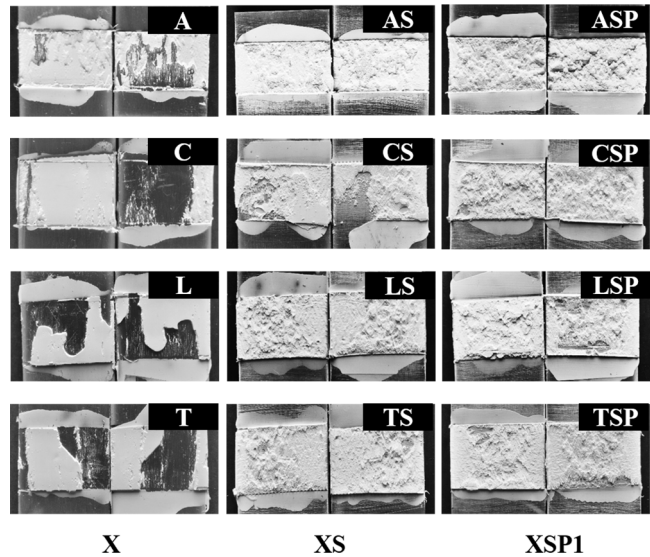 A AS ASP
C CS CSP
L LS LSP
T TS TSP
X XS XSP1